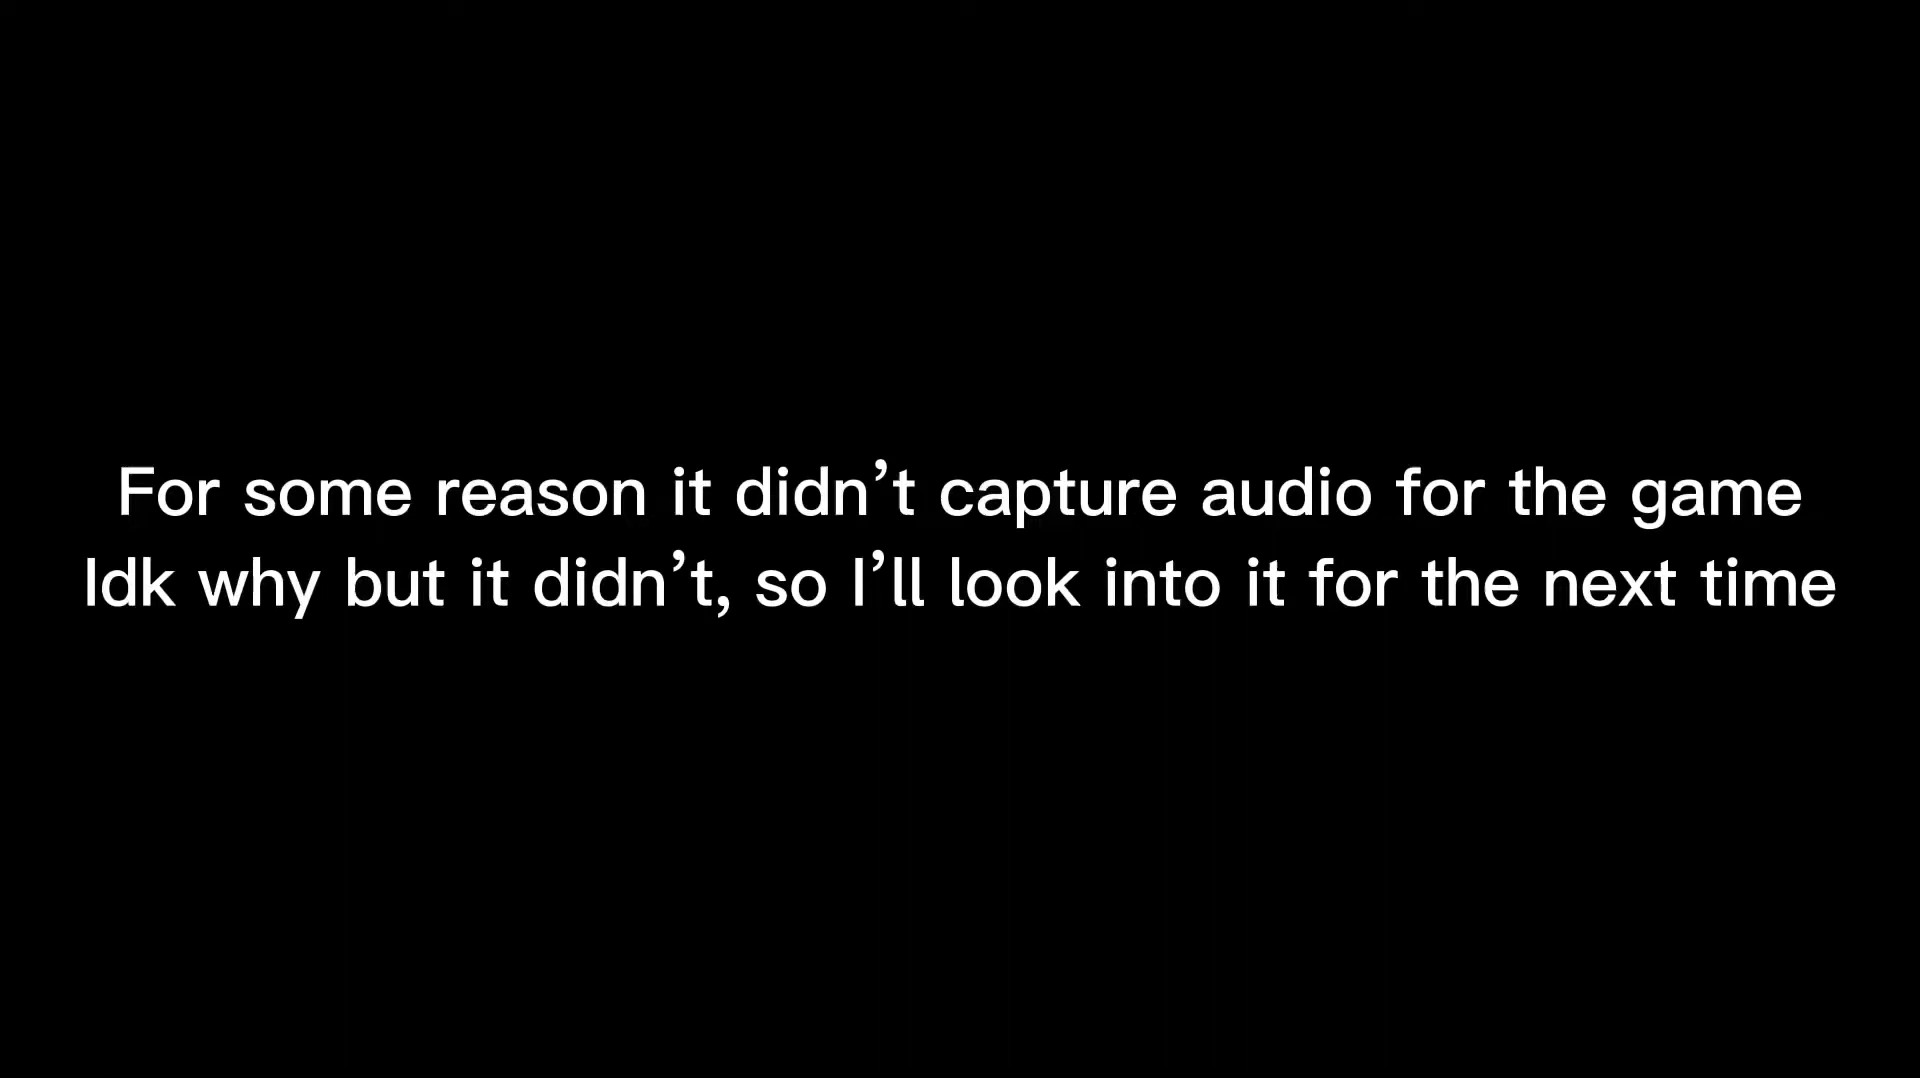 For some reason it didn’t capture audio for the game
Idk why but it didn’t, so I’ll look into it for the next time